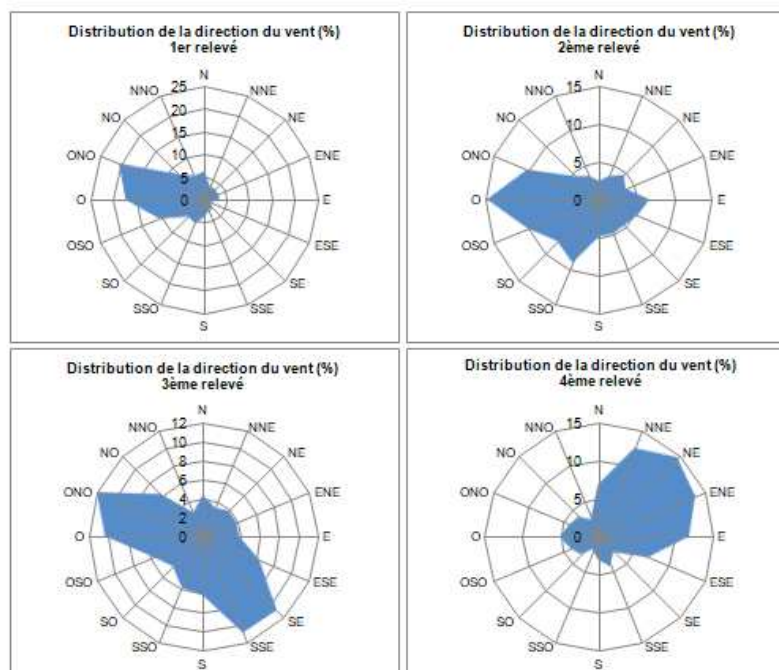 Distribution de la direction du vent (%)
1er relevé
N
NNE
NE
ENE
E
ESE
SE
SSE
S
SSO
SO
OSO
O
ONO
NO
NNO
25
20
15
10
5
0
Distribution de la direction du vent (%)
2ème relevé
N
NNE
NE
ENE
E
ESE
SE
SSE
S
SSO
SO
OSO
O
ONO
NO
NNO
15
10
5
0
Distribution de la direction du vent (%)
3ème relevé
N
NNE
NE
ENE
E
ESE
SE
SSE
S
SSO
SO
OSO
O
ONO
NO
NNO
12
10
8
6
4
2
0
Distribution de la direction du vent (%)
4ème relevé
N
NNE
NE
ENE
E
ESE
SE
SSE
S
SSO
SO
OSO
O
ONO
NO
NNO
15
10
5
0